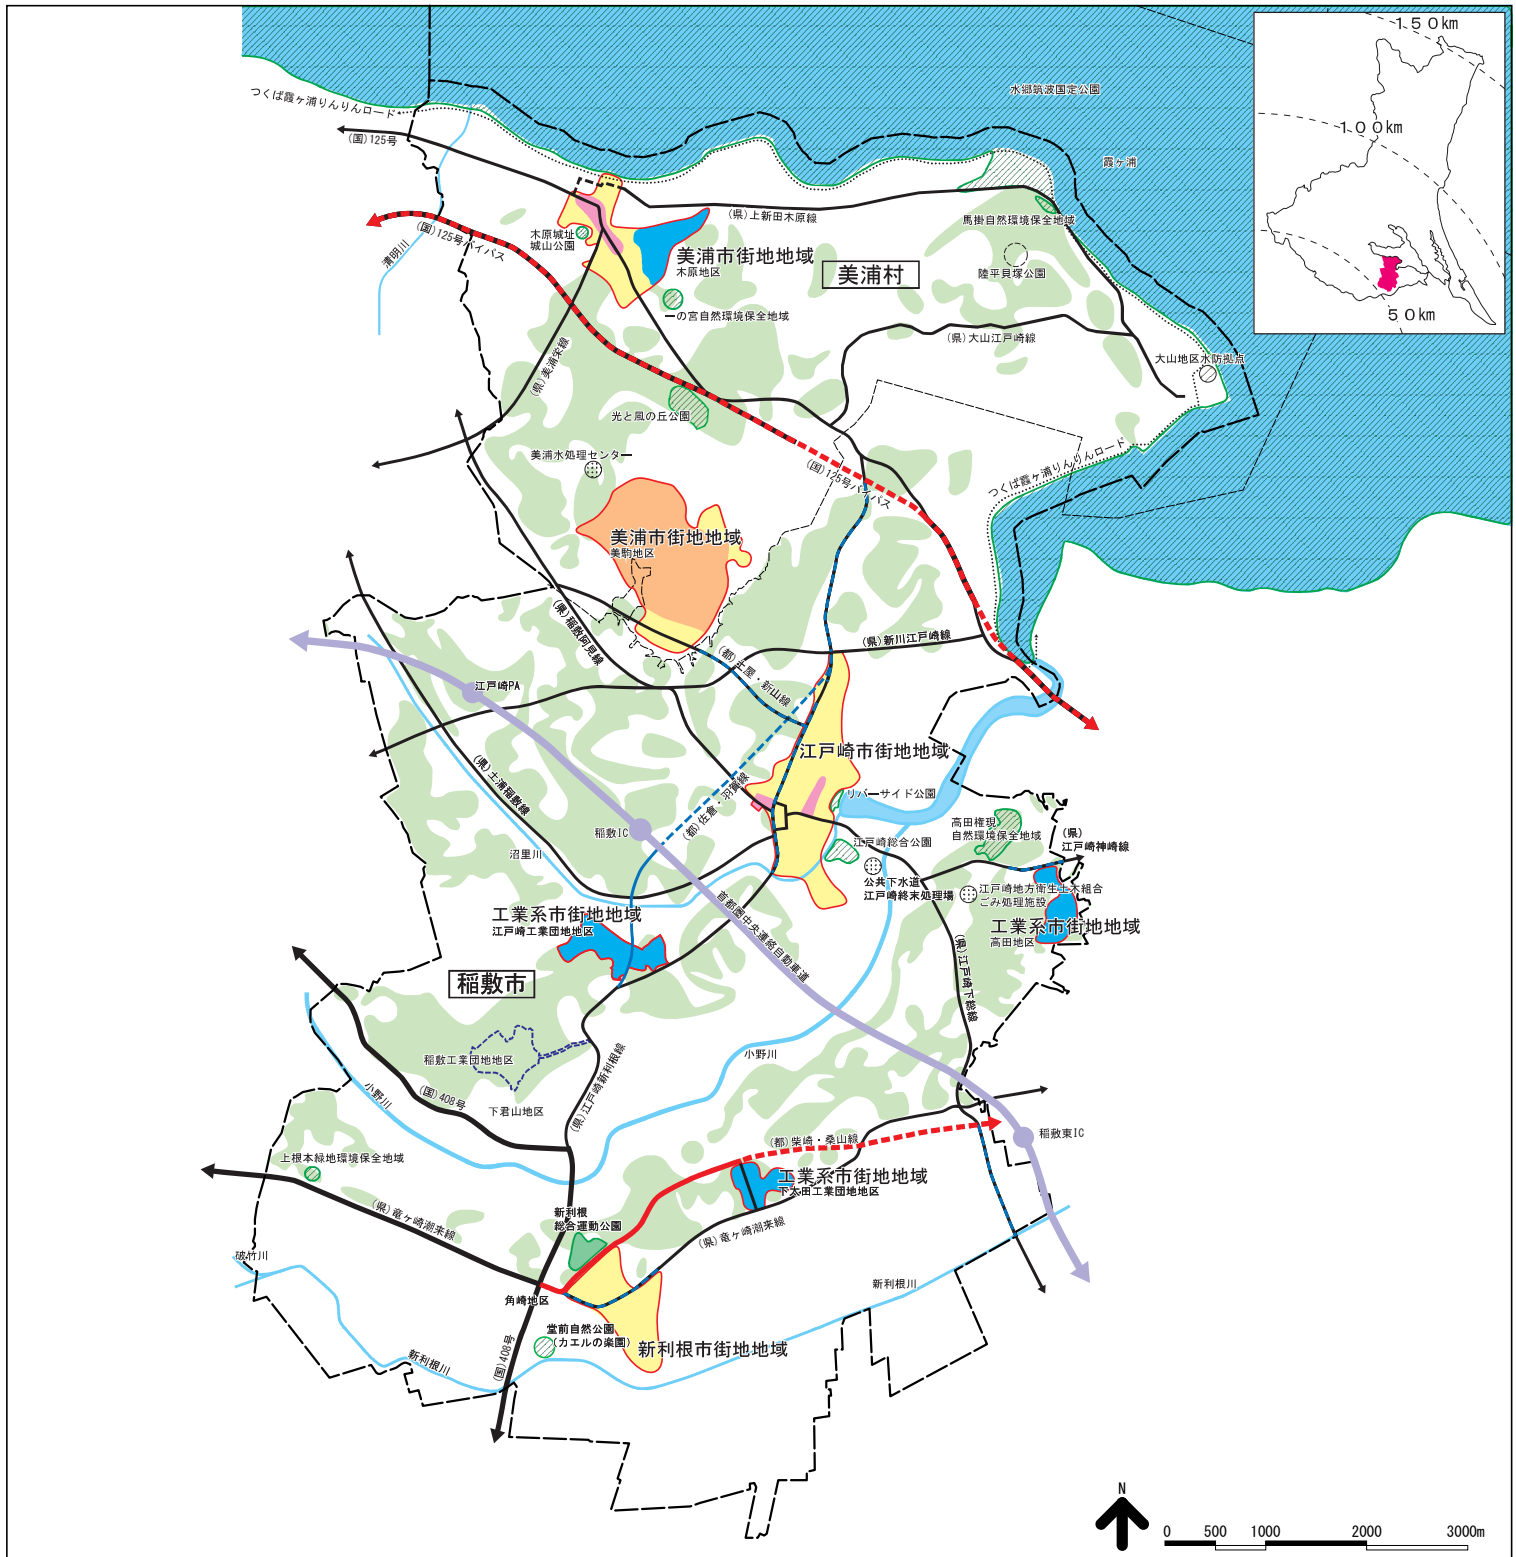 １５０km
１００km
５０km
水郷筑波国定公園
つくば霞ヶ浦りんりんロード
(国)125号
霞ヶ浦
(県)上新田木原線
馬掛自然環境保全地域
木原城址
城山公園
(国)125号バイパス
清明川
美浦市街地地域
木原地区
美浦村
陸平貝塚公園
一の宮自然環境保全地域
(県)大山江戸崎線
(県)美浦栄線
大山地区水防拠点
光と風の丘公園
美浦水処理センター
つくば霞ヶ浦りんりんロード
(国)125号バイパス
美浦市街地地域
美駒地区
(県)稲敷阿見線
(県)新川江戸崎線
(都)土屋・新山線
江戸崎PA
江戸崎市街地地域
(県)土浦稲敷線
(都)佐倉・羽賀線
リバーサイド公園
稲敷IC
高田権現
自然環境保全地域
(県)
江戸崎神崎線
江戸崎総合公園
沼里川
公共下水道
江戸崎終末処理場
江戸崎地方衛生土木組合
ごみ処理施設
首都圏中央連絡自動車道
工業系市街地地域
江戸崎工業団地地区
工業系市街地地域
高田地区
(県)江戸崎下総線
稲敷市
小野川
稲敷工業団地地区
(国)408号
小野川
下君山地区
(県)江戸崎新利根線
(都)柴崎・桑山線
稲敷東IC
上根本緑地環境保全地域
工業系市街地地域
下太田工業団地地区
(県)竜ヶ崎潮来線
新利根
総合運動公園
(県)竜ヶ崎潮来線
破竹川
新利根川
角崎地区
堂前自然公園
(カエルの楽園)
新利根市街地地域
新利根川
(国)408号
N
0 500 1000 2000 3000m